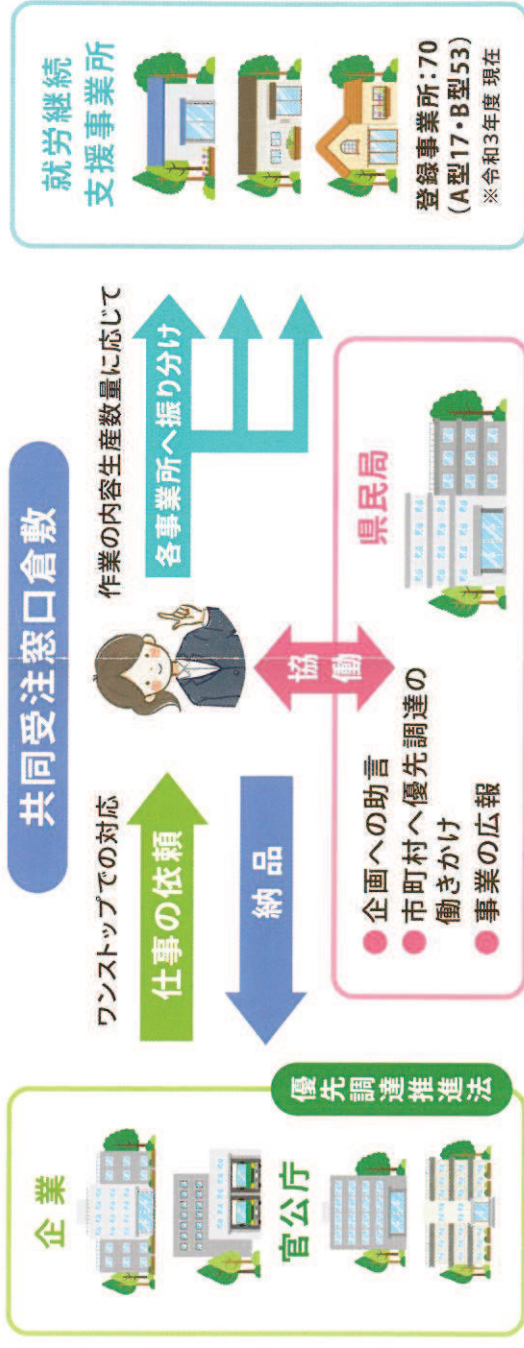 共同受注窓口倉敷
企業
官公庁
優先調達推進法
ワンストップでの対応
仕事の依頼
納品
作業の内容生産数量に応じて
各事業所へ振り分け
協働
県民局
企画への助言
市町村へ優先調達の
働きかけ
事業の広報
就労継続
支援事業所
登録事業所:70
(A型17・B型53)
※令和3年度 現在